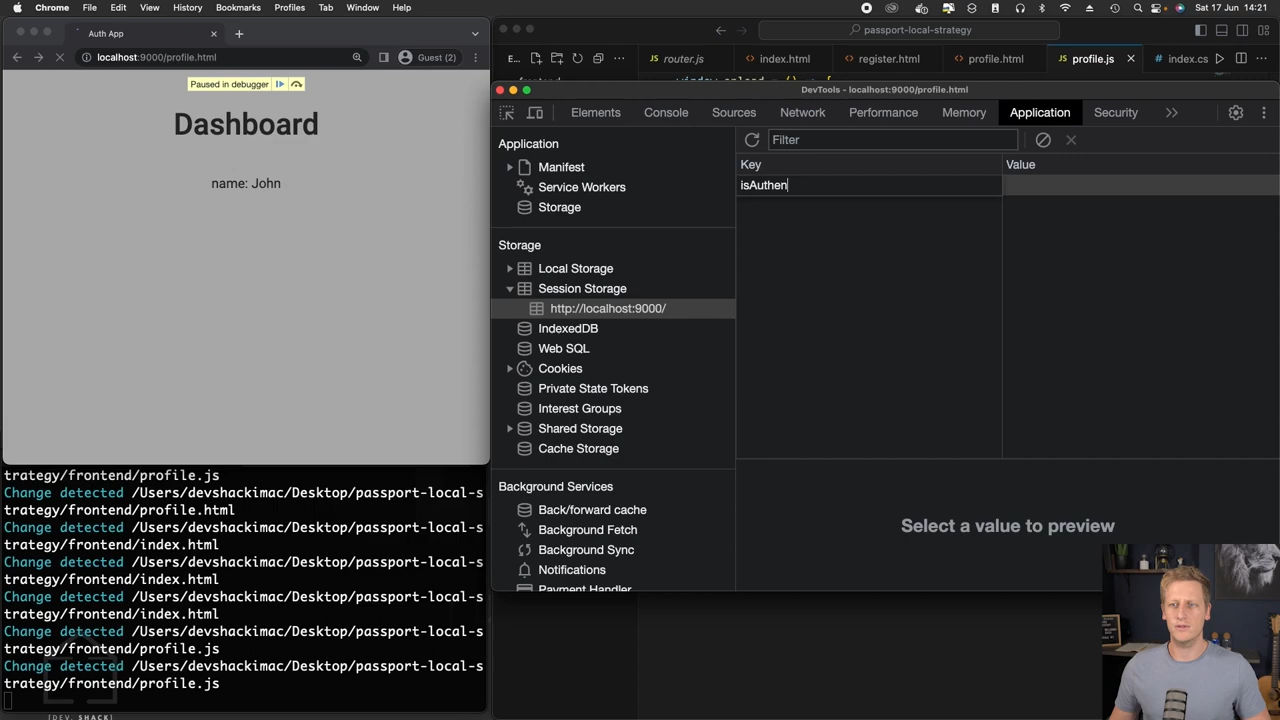 Chrome File Edit View History Bookmarks Profiles Tab Window Help
Sat 17 Jun 14:21
Auth App
localhost:9000/profile.html
Guest (2)
Paused in debugger
Dashboard
name: John
passport-local-strategy
E...
JS router.js
index.html
register.html
profile.html
JS profile.js
# index.cs
window.onload = () => {
DevTools - localhost:9000/profile.html
Elements Console Sources Network Performance Memory Application Security
Application
Manifest
Service Workers
Storage
Storage
Local Storage
Session Storage
http://localhost:9000/
IndexedDB
Web SQL
Cookies
Private State Tokens
Interest Groups
Shared Storage
Cache Storage
Background Services
Back/forward cache
Background Fetch
Background Sync
Notifications
Payment Handler
Filter
Key Value
isAuthen
Select a value to preview
trategy/frontend/profile.js
Change detected /Users/devshackimac/Desktop/passport-local-s
trategy/frontend/profile.html
Change detected /Users/devshackimac/Desktop/passport-local-s
trategy/frontend/index.html
Change detected /Users/devshackimac/Desktop/passport-local-s
trategy/frontend/index.html
Change detected /Users/devshackimac/Desktop/passport-local-s
trategy/frontend/index.html
Change detected /Users/devshackimac/Desktop/passport-local-s
trategy/frontend/profile.js
Change detected /Users/devshackimac/Desktop/passport-local-s
trategy/frontend/profile.js
[DEV. SHACK]